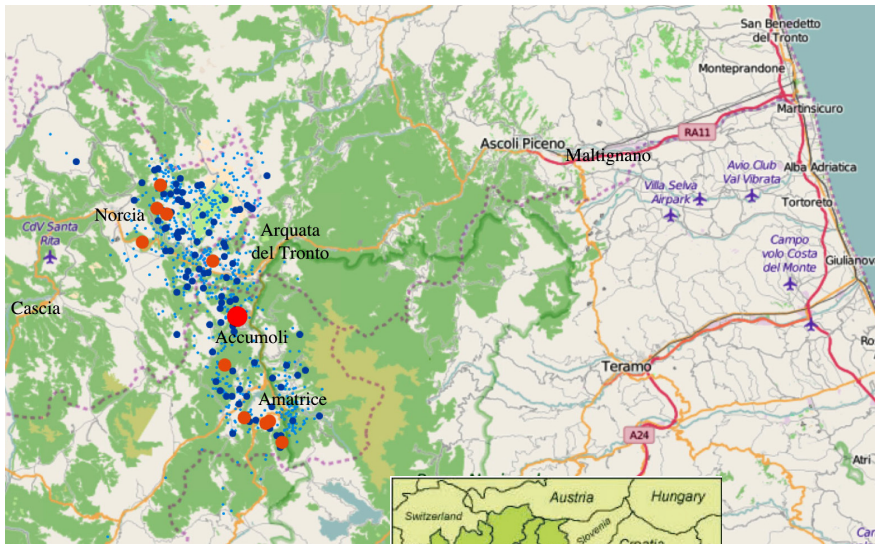 San Benedetto
del Tronto
Monteprandone
Martinsicuro
RA11
Ascoli Piceno
Maltignano
Avio Club
Val Vibrata
Alba Adriatica
Villa Selva
Airpark
Tortoreto
Norcia
CdV Santa
Rita
Arquata
del Tronto
Campo
volo Costa
del Monte
Giulianova
Cascia
Accumoli
Teramo
Amatrice
A24
Atri
Austria
Hungary
Switzerland
Slovenia
Croatia